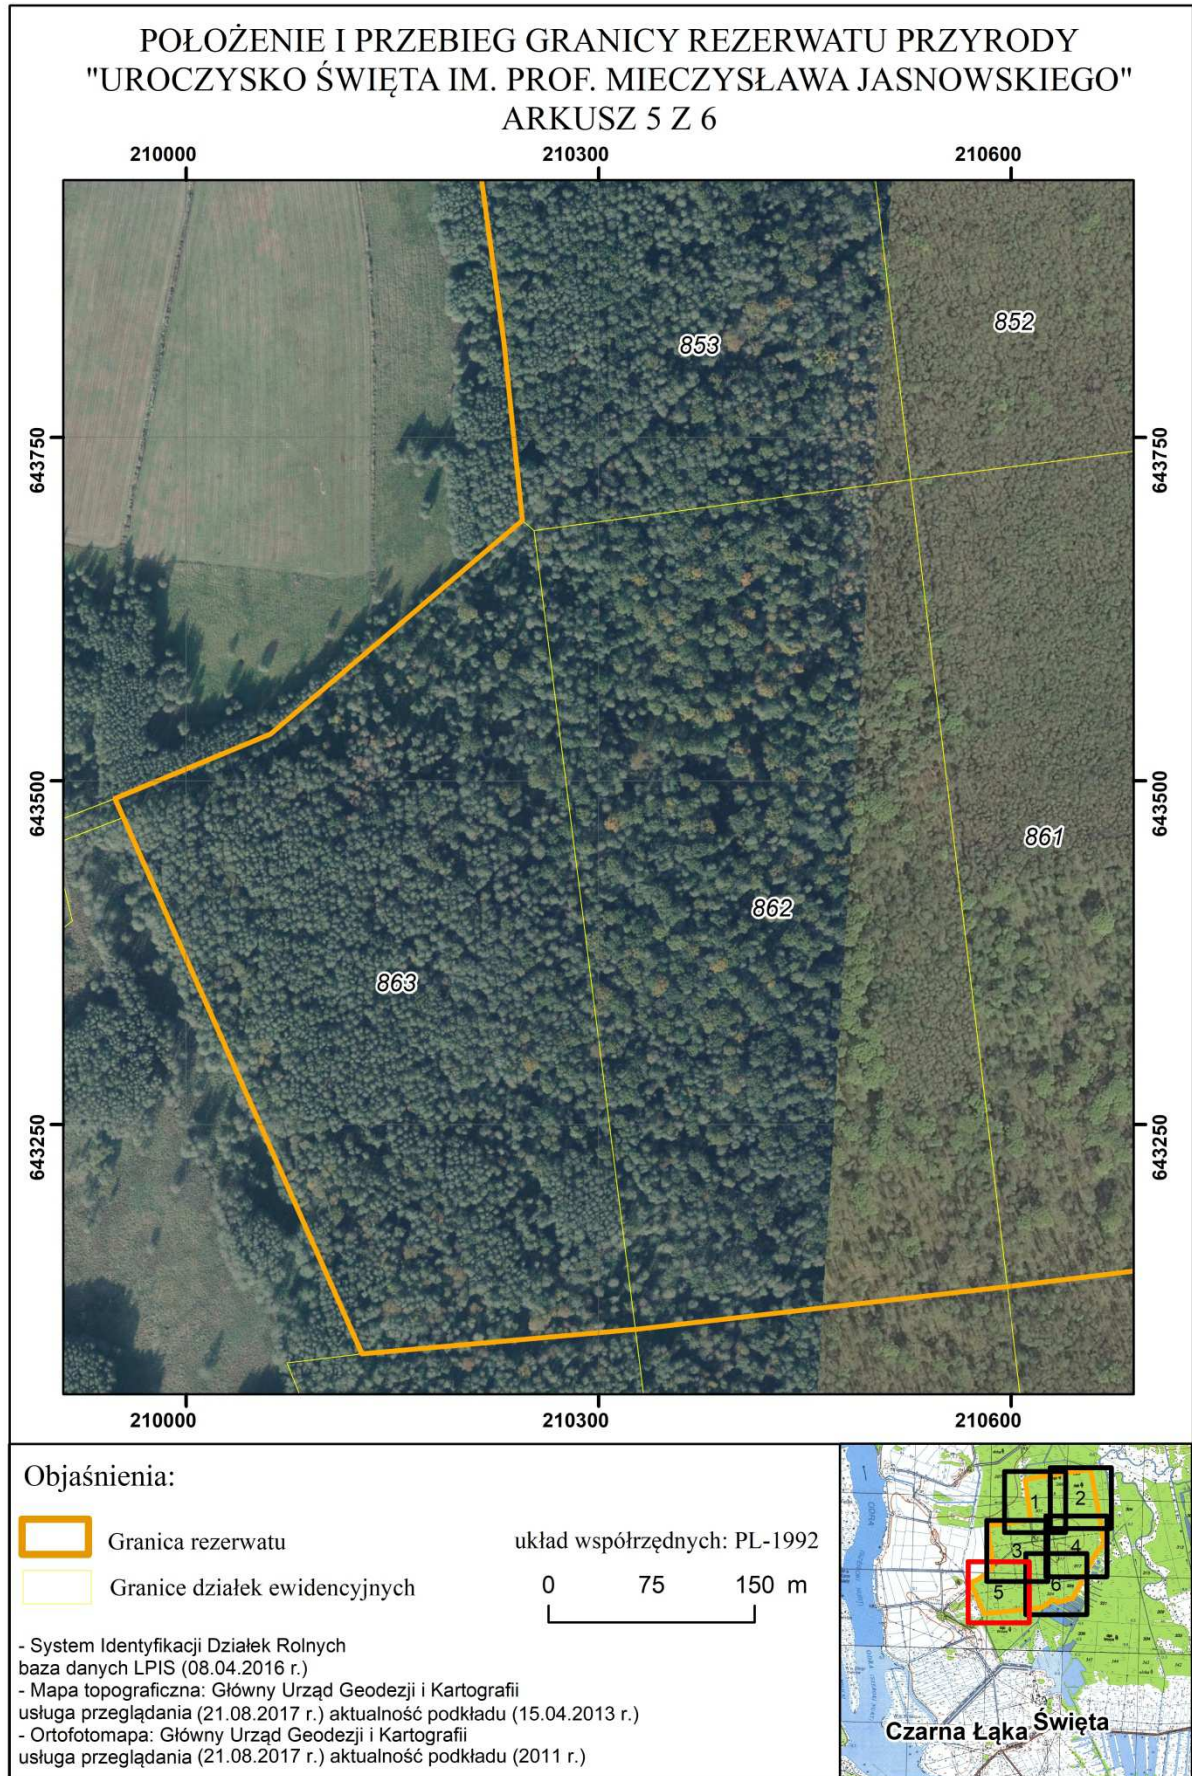 POŁOŻENIE I PRZEBIEG GRANICY REZERWATU PRZYRODY
"UROCZYSKO ŚWIĘTA IM. PROF. MIECZYSŁAWA JASNOWSKIEGO"
ARKUSZ 5 Z 6
210000 210300 210600
852
853
643750 643750
643500 643500
861
862
863
643250 643250
210000 210300 210600
Objaśnienia:
Granica rezerwatu
Granice działek ewidencyjnych
układ współrzędnych: PL-1992
0 75 150 m
- System Identyfikacji Działek Rolnych
baza danych LPIS (08.04.2016 r.)
- Mapa topograficzna: Główny Urząd Geodezji i Kartografii
usługa przeglądania (21.08.2017 r.) aktualność podkładu (15.04.2013 r.)
- Ortofotomapa: Główny Urząd Geodezji i Kartografii
usługa przeglądania (21.08.2017 r.) aktualność podkładu (2011 r.)
1 2
3 4
5 6
Czarna Łąka Święta